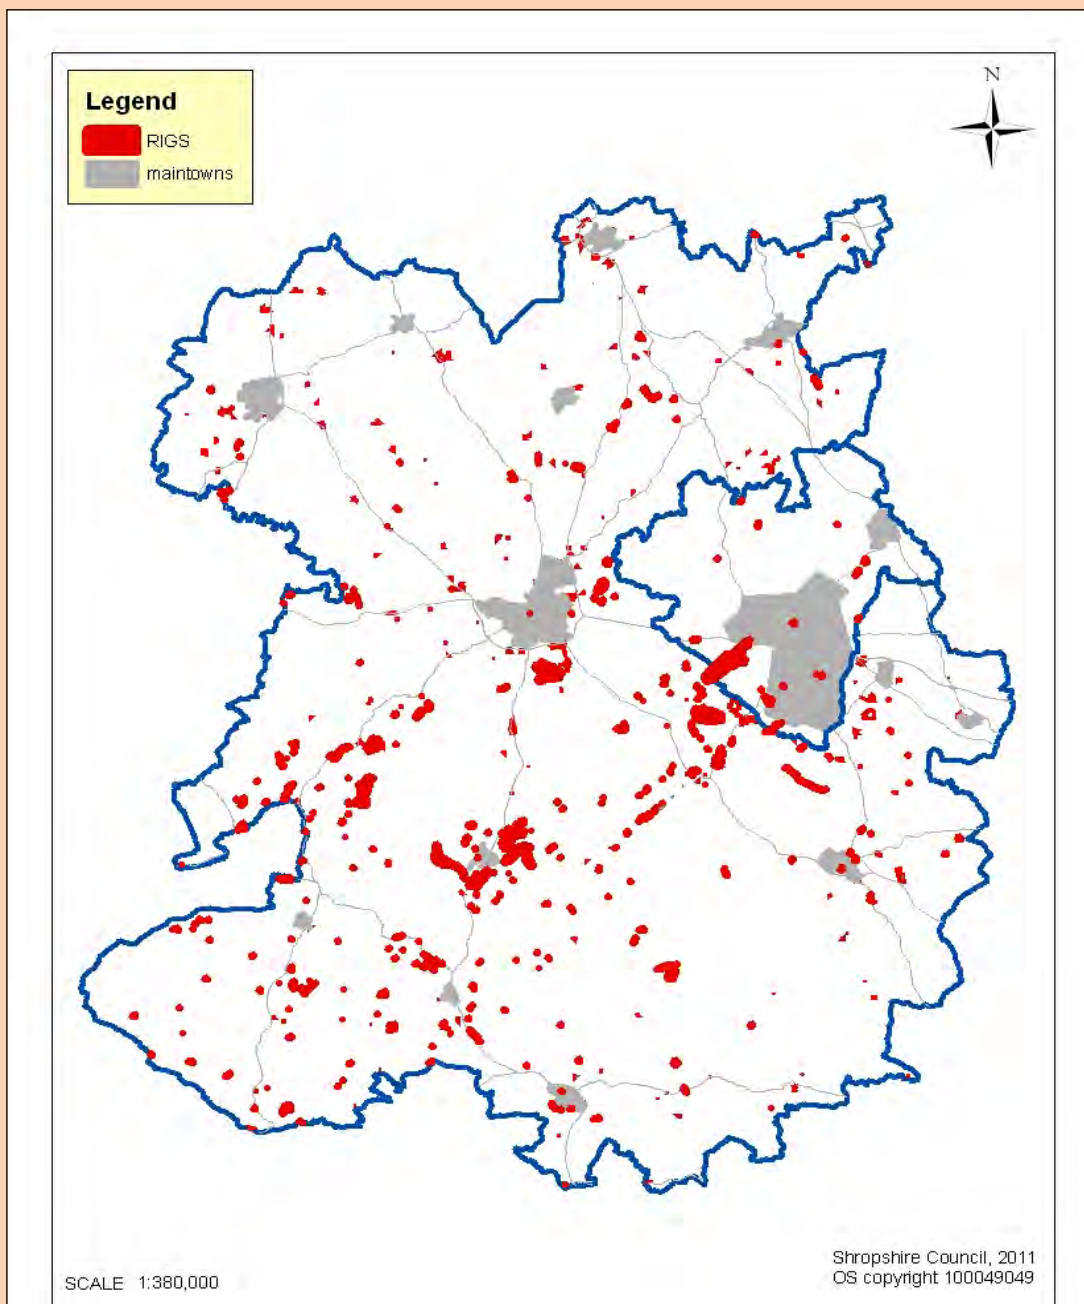 Legend
RIGS
maintowns
N
SCALE 1:380,000
Shropshire Council, 2011
OS copyright 100049049